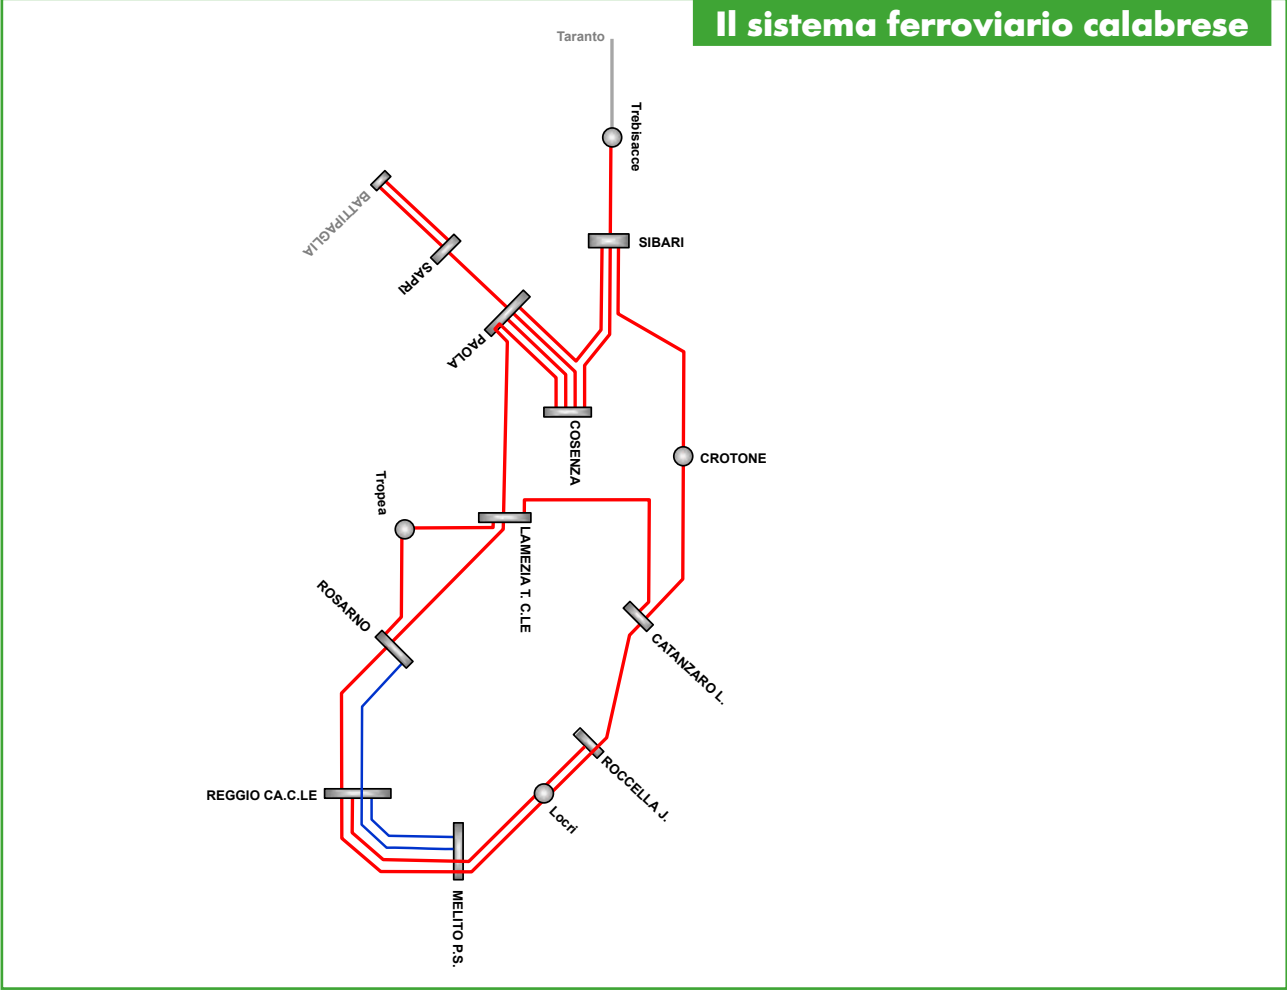 Il sistema ferroviario calabrese
Taranto
Trebisacce
BATTIPAGLIA
SIBARI
SAPRI
PAOLA
COSENZA
CROTONE
Tropea
LAMEZIA T. C.LE
ROSARNO
CATANZARO L.
ROCCELLA J.
REGGIO CA.C.LE
Locri
MELITO P.S.